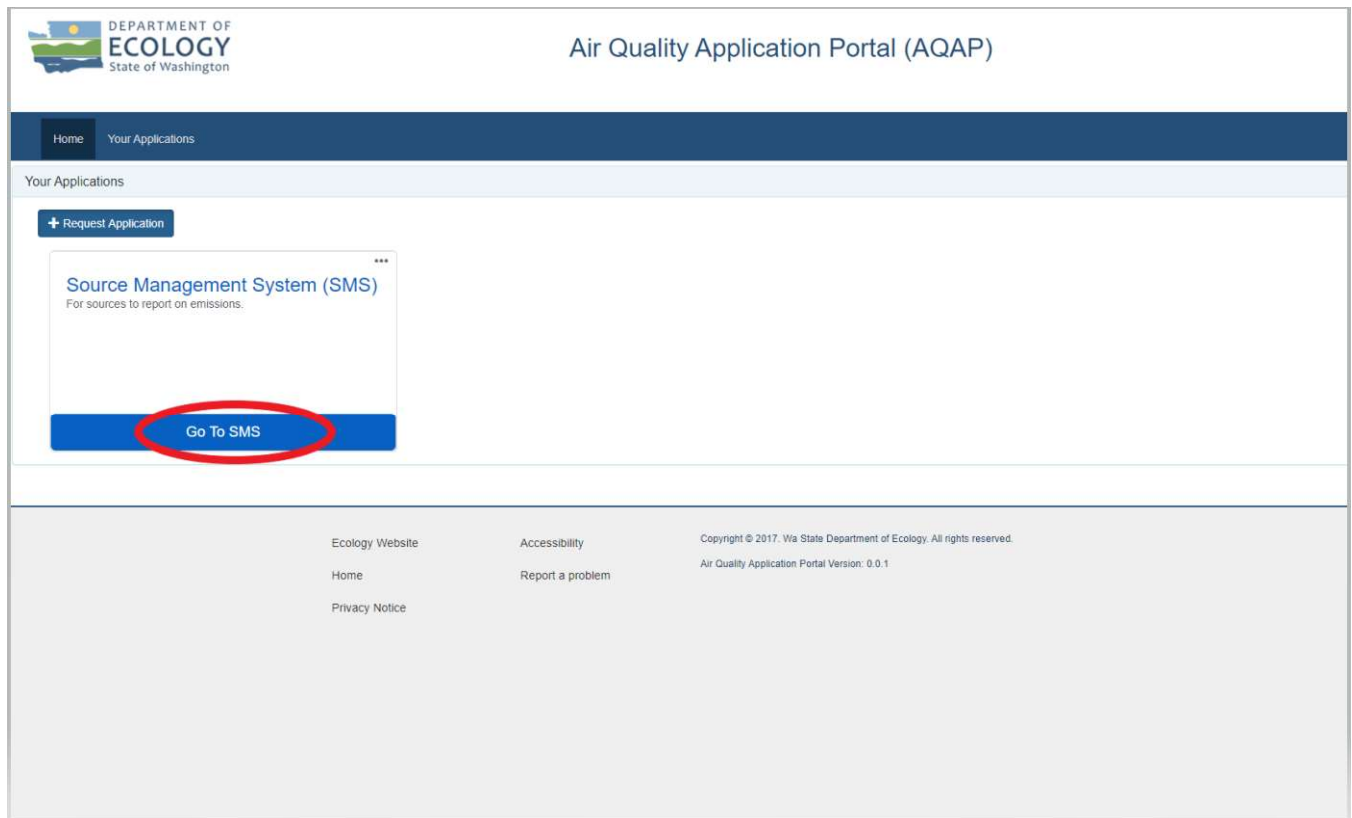 DEPARTMENT OF
ECOLOGY
State of Washington
Air Quality Application Portal (AQAP)
Home
Your Applications
Your Applications
+ Request Application
•••
Source Management System (SMS)
For sources to report on emissions.
Go To SMS
Ecology Website
Home
Privacy Notice
Accessibility
Report a problem
Copyright © 2017. Wa State Department of Ecology. All rights reserved.
Air Quality Application Portal Version: 0.0.1